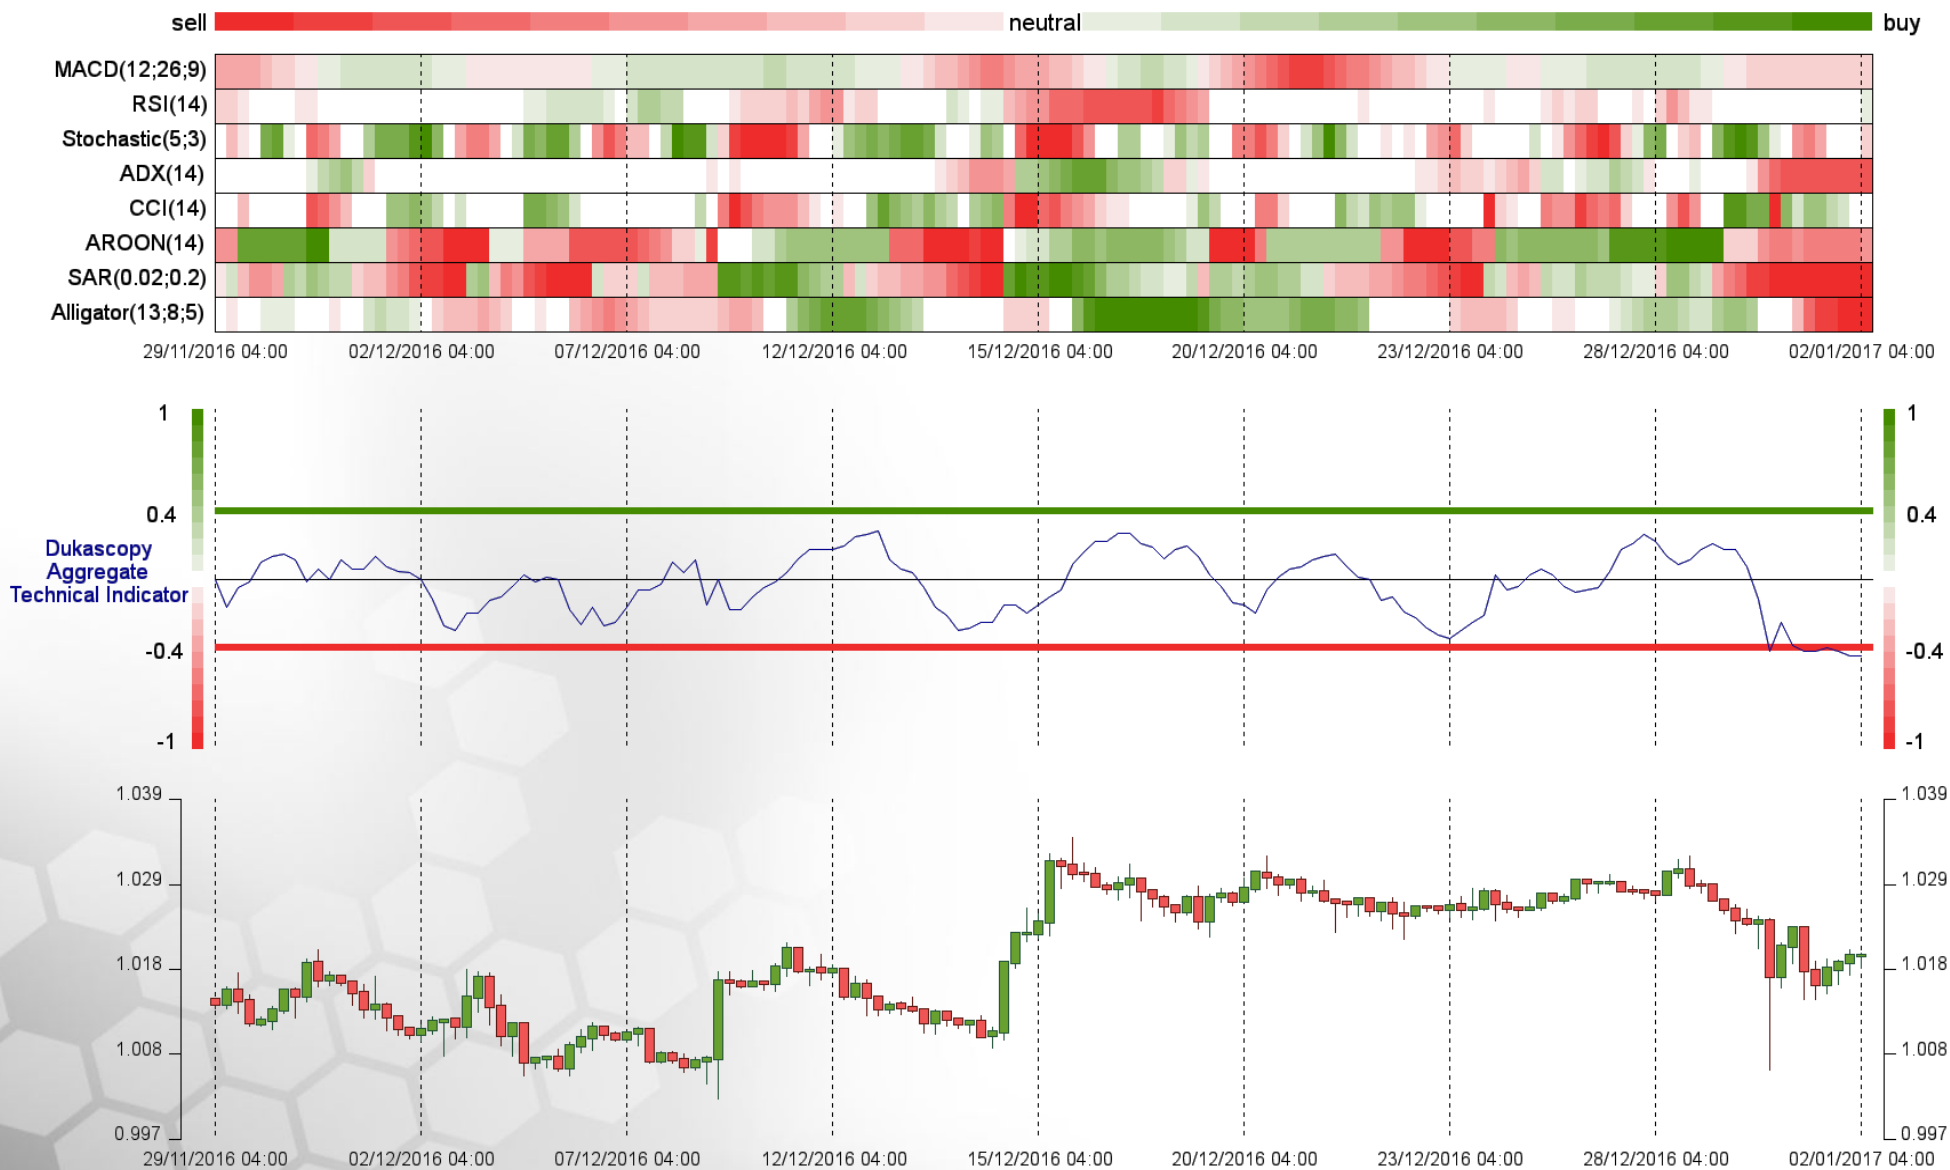 sell neutral buy
MACD(12;26;9)
RSI(14)
Stochastic(5;3)
ADX(14)
CCI(14)
AROON(14)
SAR(0.02;0.2)
Alligator(13;8;5)
29/11/2016 04:00 02/12/2016 04:00 07/12/2016 04:00 12/12/2016 04:00 15/12/2016 04:00 20/12/2016 04:00 23/12/2016 04:00 28/12/2016 04:00 02/01/2017 04:00
1 1
0.4 0.4
Dukascopy
Aggregate
Technical Indicator
-0.4 -0.4
-1 -1
1.039 1.039
1.029 1.029
1.018 1.018
1.008 1.008
0.997 0.997
29/11/2016 04:00 02/12/2016 04:00 07/12/2016 04:00 12/12/2016 04:00 15/12/2016 04:00 20/12/2016 04:00 23/12/2016 04:00 28/12/2016 04:00 02/01/2017 04:00